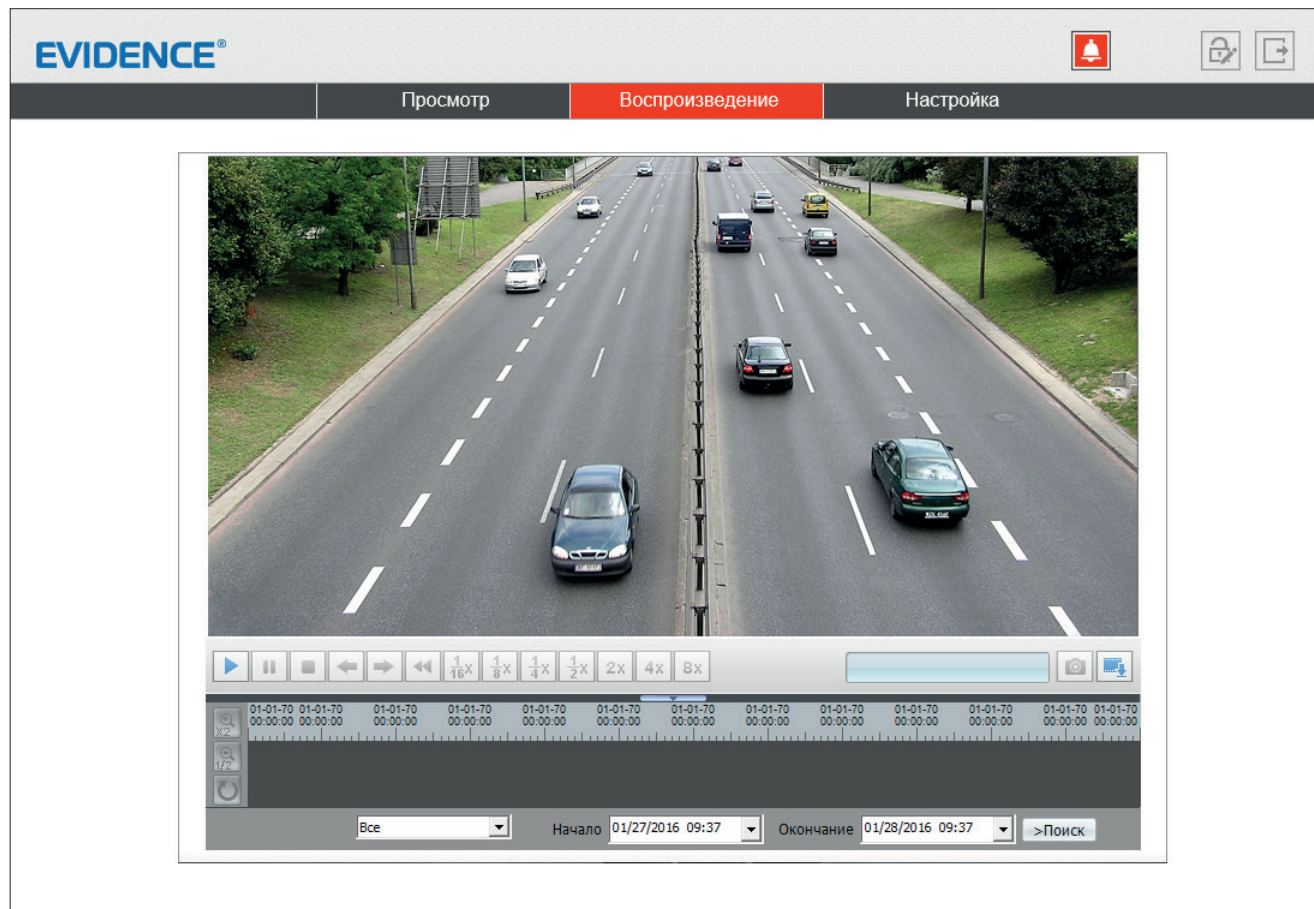 EVIDENCE®
Просмотр Воспроизведение Настройка
1/16x 1/8x 1/4x 1/2x 2x 4x 8x
01-01-70 01-01-70 01-01-70 01-01-70 01-01-70 01-01-70 01-01-70 01-01-70 01-01-70 01-01-70 01-01-70 01-01-70 01-01-70
00:00:00 00:00:00 00:00:00 00:00:00 00:00:00 00:00:00 00:00:00 00:00:00 00:00:00 00:00:00 00:00:00 00:00:00 00:00:00
X2
1/2
Все Начало 01/27/2016 09:37 Окончание 01/28/2016 09:37 >Поиск